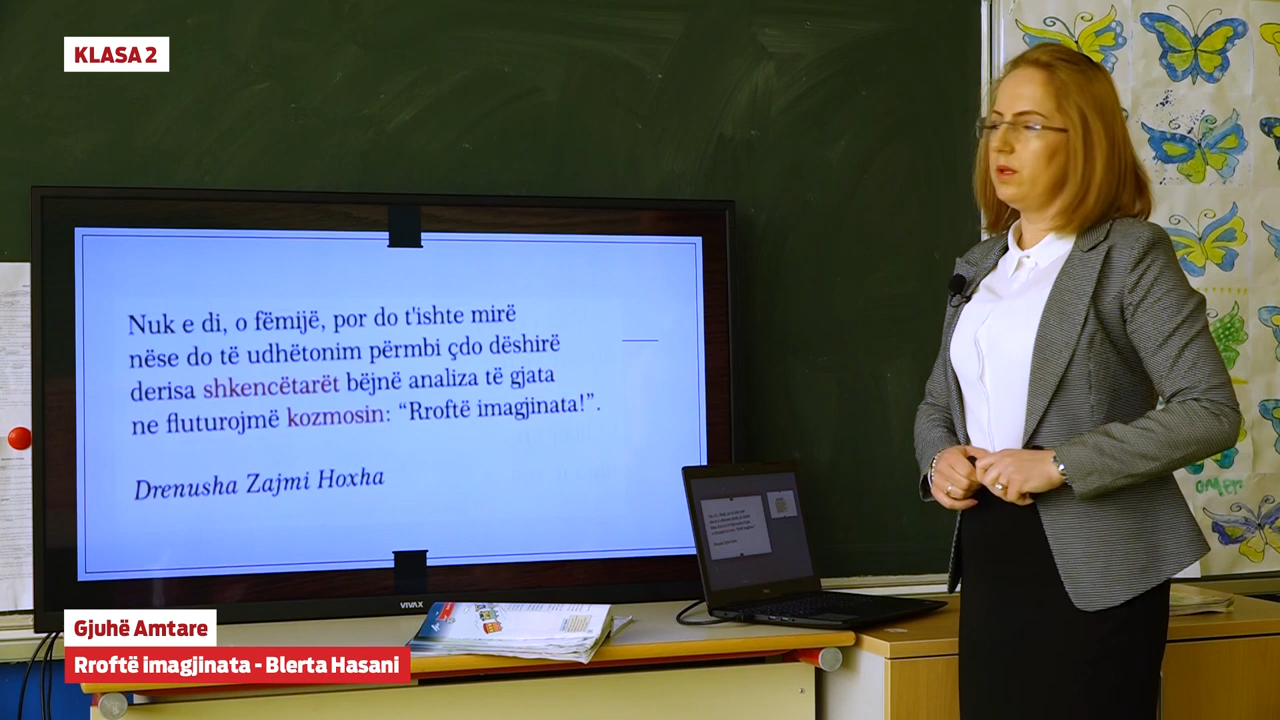 KLASA 2
Nuk e di, o fëmijë, por do t'ishte mirë
nëse do të udhëtonim përmbi çdo dëshirë
derisa shkencëtarët bëjnë analiza të gjata
ne fluturojmë kozmosin: “Rroftë imagjinata!”.
Drenusha Zajmi Hoxha
VIVAX
omer
Gjuhë Amtare
Rroftë imagjinata - Blerta Hasani